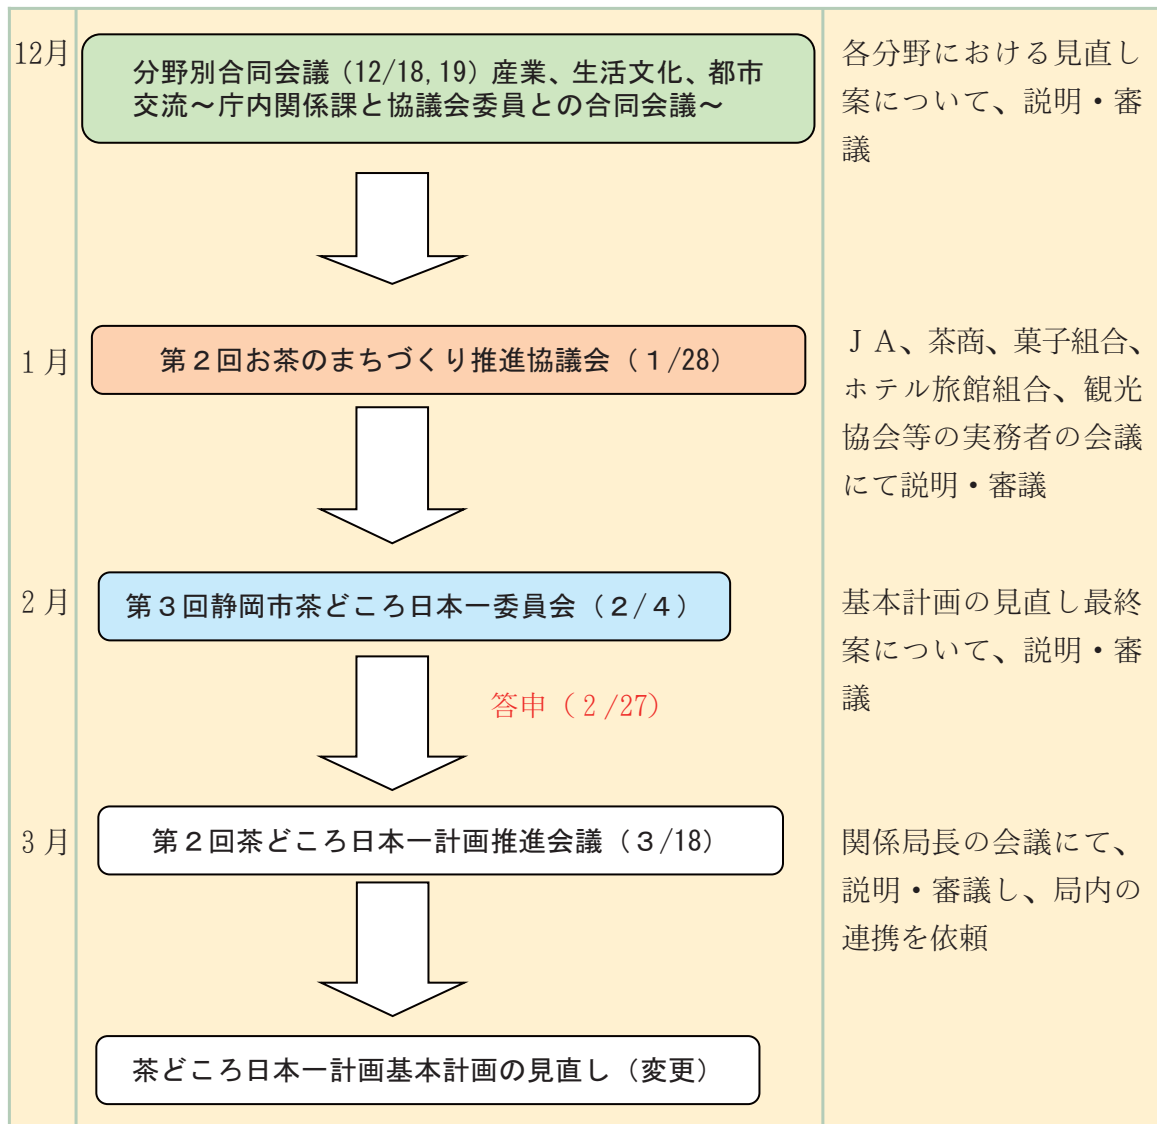 12月
分野別合同会議（12/18,19）産業、生活文化、都市
交流～庁内関係課と協議会委員との合同会議～
各分野における見直し
案について、説明・審
議
１月
第２回お茶のまちづくり推進協議会（１/28）
ＪＡ、茶商、菓子組合、
ホテル旅館組合、観光
協会等の実務者の会議
にて説明・審議
２月
第３回静岡市茶どころ日本一委員会（２/４）
基本計画の見直し最終
案について、説明・審
議
答申（２/27）
３月
第２回茶どころ日本一計画推進会議（３/18）
関係局長の会議にて、
説明・審議し、局内の
連携を依頼
茶どころ日本一計画基本計画の見直し（変更）